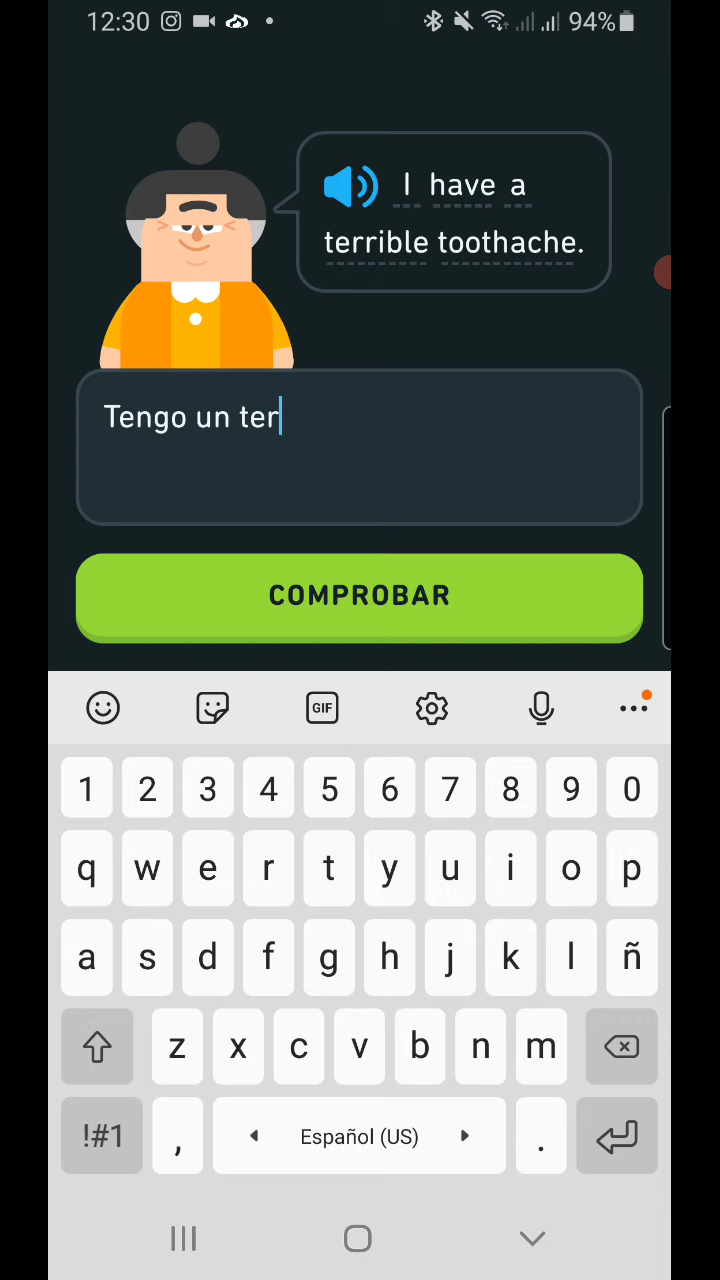 12:30
94%
I have a
terrible toothache.
Tengo un ter
COMPROBAR
GIF
1 2 3 4 5 6 7 8 9 0
q w e r t y u i o p
a s d f g h j k l ñ
z x c v b n m
!#1 , Español (US) .